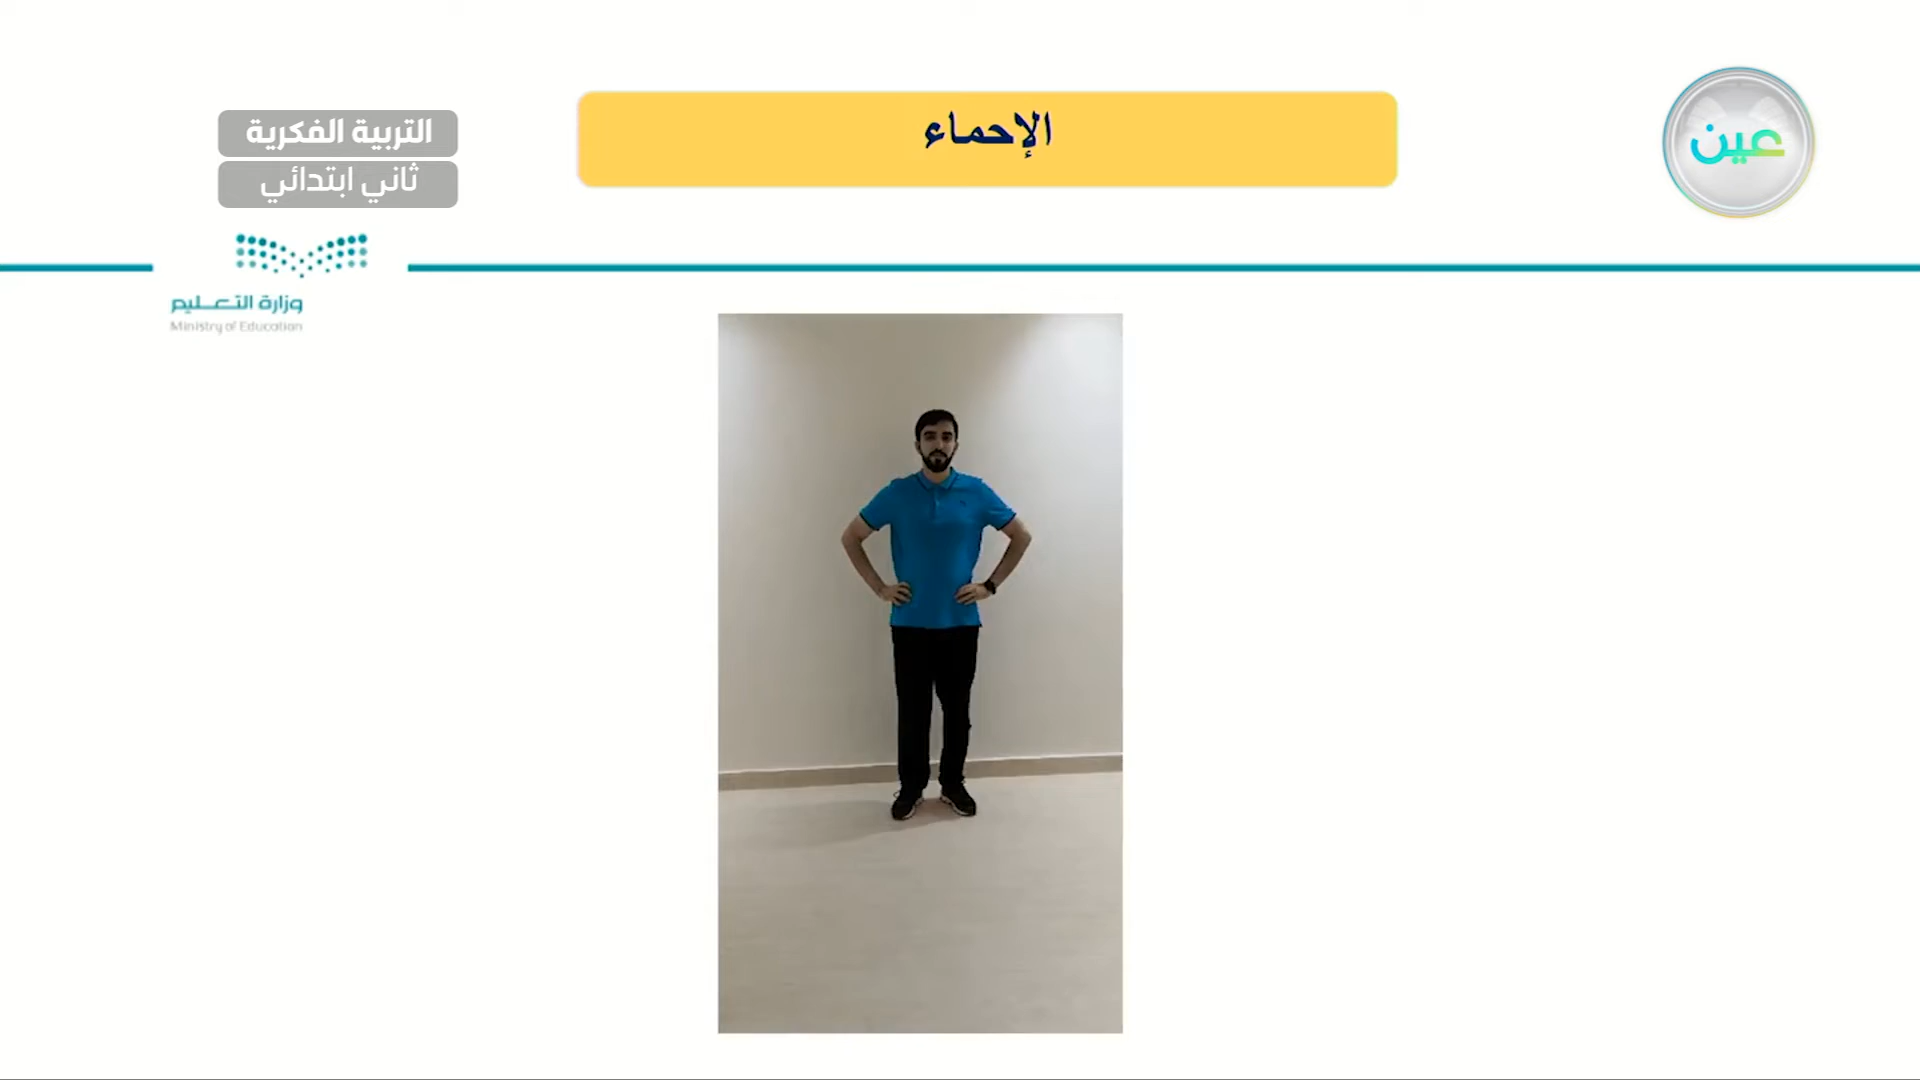 الإحماء
عين
التربية الفكرية
ثاني ابتدائي
وزارة التعليم
Ministry of Education